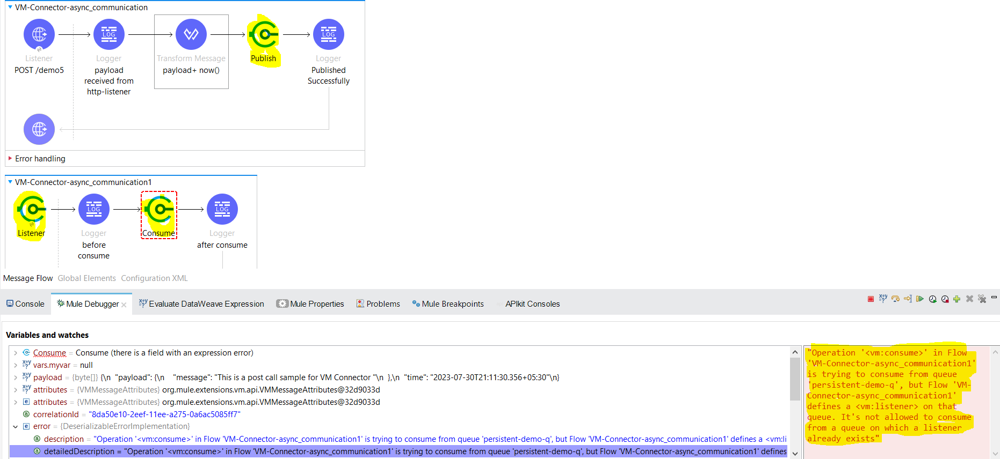 VM-Connector-async_communication
LOG
LOG
Listener
Logger
Transform Message
Publish
Logger
POST /demo5
payload
received from
http-listener
payload+ now()
Published
Successfully
Error handling
VM-Connector-async_communication1
LOG
LOG
Listener
Logger
Consume
Logger
before
consume
after consume
Message Flow Global Elements Configuration XML
Console Mule Debugger Evaluate DataWeave Expression Mule Properties Problems Mule Breakpoints APIkit Consoles
Variables and watches
Consume = Consume (there is a field with an expression error)
vars.myvar = null
payload = {byte[]} {\n "payload": {\n "message": "This is a post call sample for VM Connector "\n },\n "time": "2023-07-30T21:11:30.356+05:30"\n}
attributes = {VMMessageAttributes} org.mule.extensions.vm.api.VMMessageAttributes@32d9033d
attributes = {VMMessageAttributes} org.mule.extensions.vm.api.VMMessageAttributes@32d9033d
correlationId = "8da50e10-2eef-11ee-a275-0a6ac5085ff7"
error = {DeserializableErrorImplementation}
description = "Operation '<vm:consume>' in Flow 'VM-Connector-async_communication1' is trying to consume from queue 'persistent-demo-q', but Flow 'VM-Connector-async_communication1' defines a <vm:li
detailedDescription = "Operation '<vm:consume>' in Flow 'VM-Connector-async_communication1' is trying to consume from queue 'persistent-demo-q', but Flow 'VM-Connector-async_communication1' defines
"Operation '<vm:consume>' in Flow
'VM-Connector-async_communication1'
is trying to consume from queue
'persistent-demo-q', but Flow 'VM-
Connector-async_communication1'
defines a <vm:listener> on that
queue. It's not allowed to consume
from a queue on which a listener
already exists"